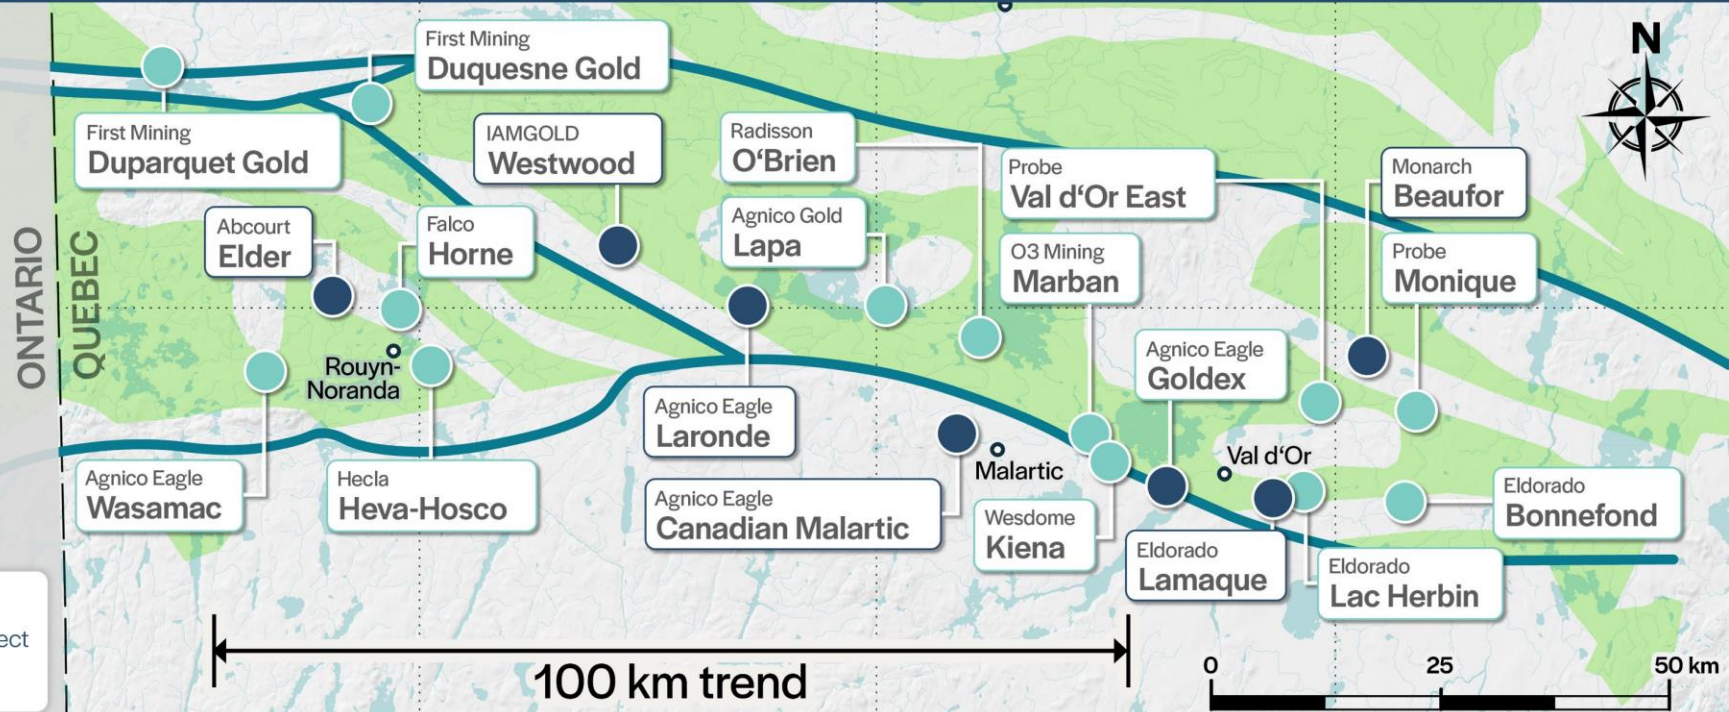 N
First Mining
Duquesne Gold
First Mining
Duparquet Gold
IAMGOLD
Westwood
Radisson
O‘Brien
Probe
Val d‘Or East
Monarch
Beaufor
Abcourt
Elder
Falco
Horne
Agnico Gold
Lapa
O3 Mining
Marban
Probe
Monique
ONTARIO
QUEBEC
Rouyn-
Noranda
Agnico Eagle
Goldex
Agnico Eagle
Laronde
Malartic
Val d‘Or
Agnico Eagle
Wasamac
Hecla
Heva-Hosco
Agnico Eagle
Canadian Malartic
Wesdome
Kiena
Eldorado
Bonnefond
Eldorado
Lamaque
Eldorado
Lac Herbin
ect
100 km trend
0 25 50 km